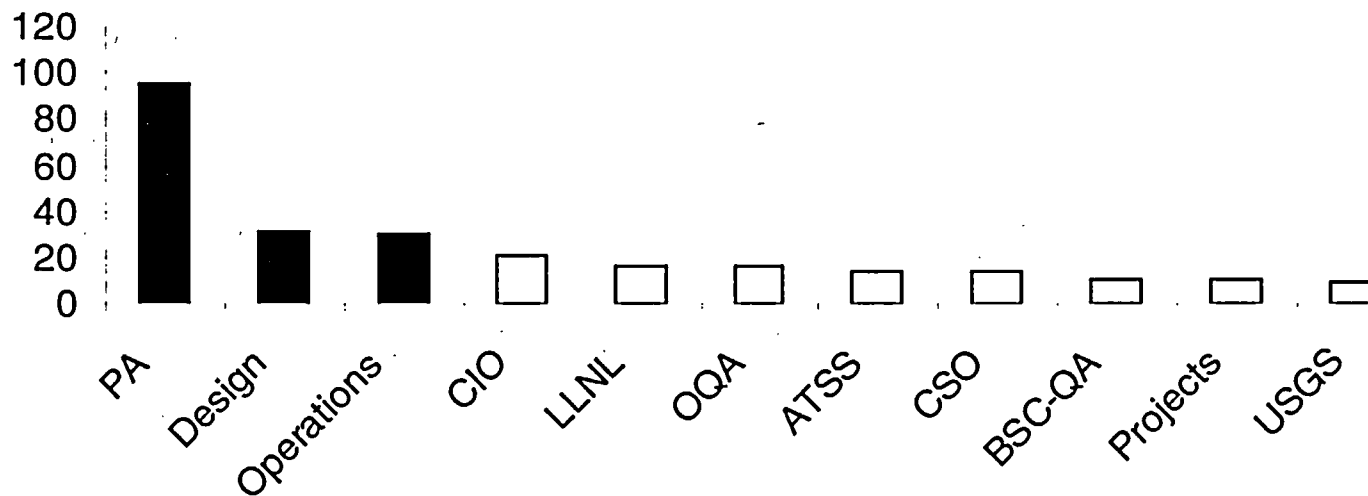 120
100
80
60
40
20
0
PA
Design
Operations
CIO
LLNL
OQA
ATSS
CSO
BSC-QA
Projects
USGS